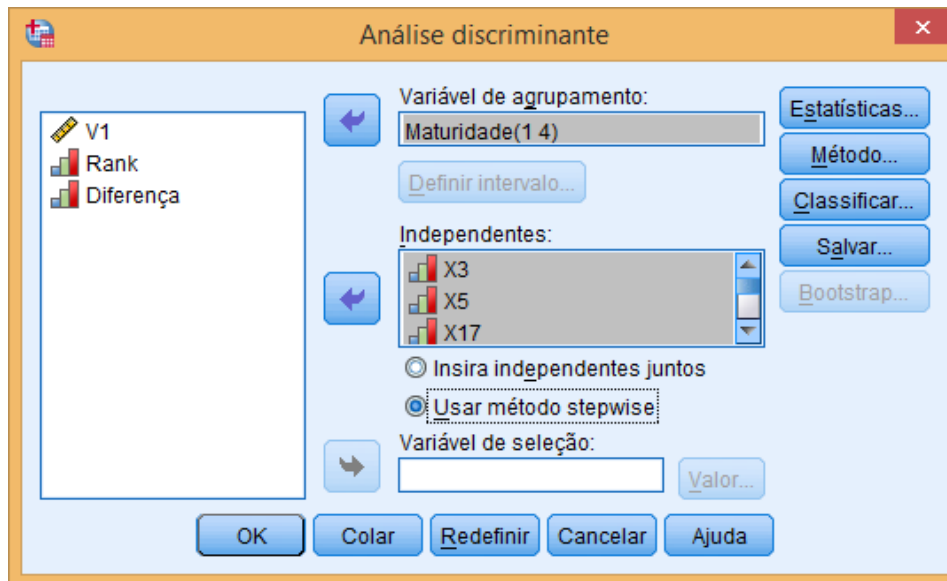 Análise discriminante
V1
Rank
Diferença
Variável de agrupamento:
Maturidade(1 4)
Definir intervalo...
Independentes:
X3
X5
X17
Insira independentes juntos
Usar método stepwise
Variável de seleção:
Valor...
Estatísticas...
Método...
Classificar...
Salvar...
Bootstrap...
OK
Colar
Redefinir
Cancelar
Ajuda